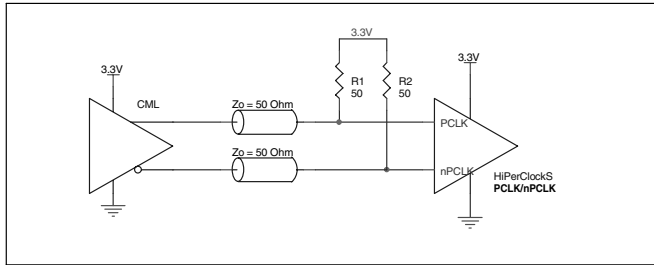 3.3V
3.3V
3.3V
CML
R1
50
R2
50
Zo = 50 Ohm
PCLK
Zo = 50 Ohm
nPCLK
HiPerClockS
PCLK/nPCLK